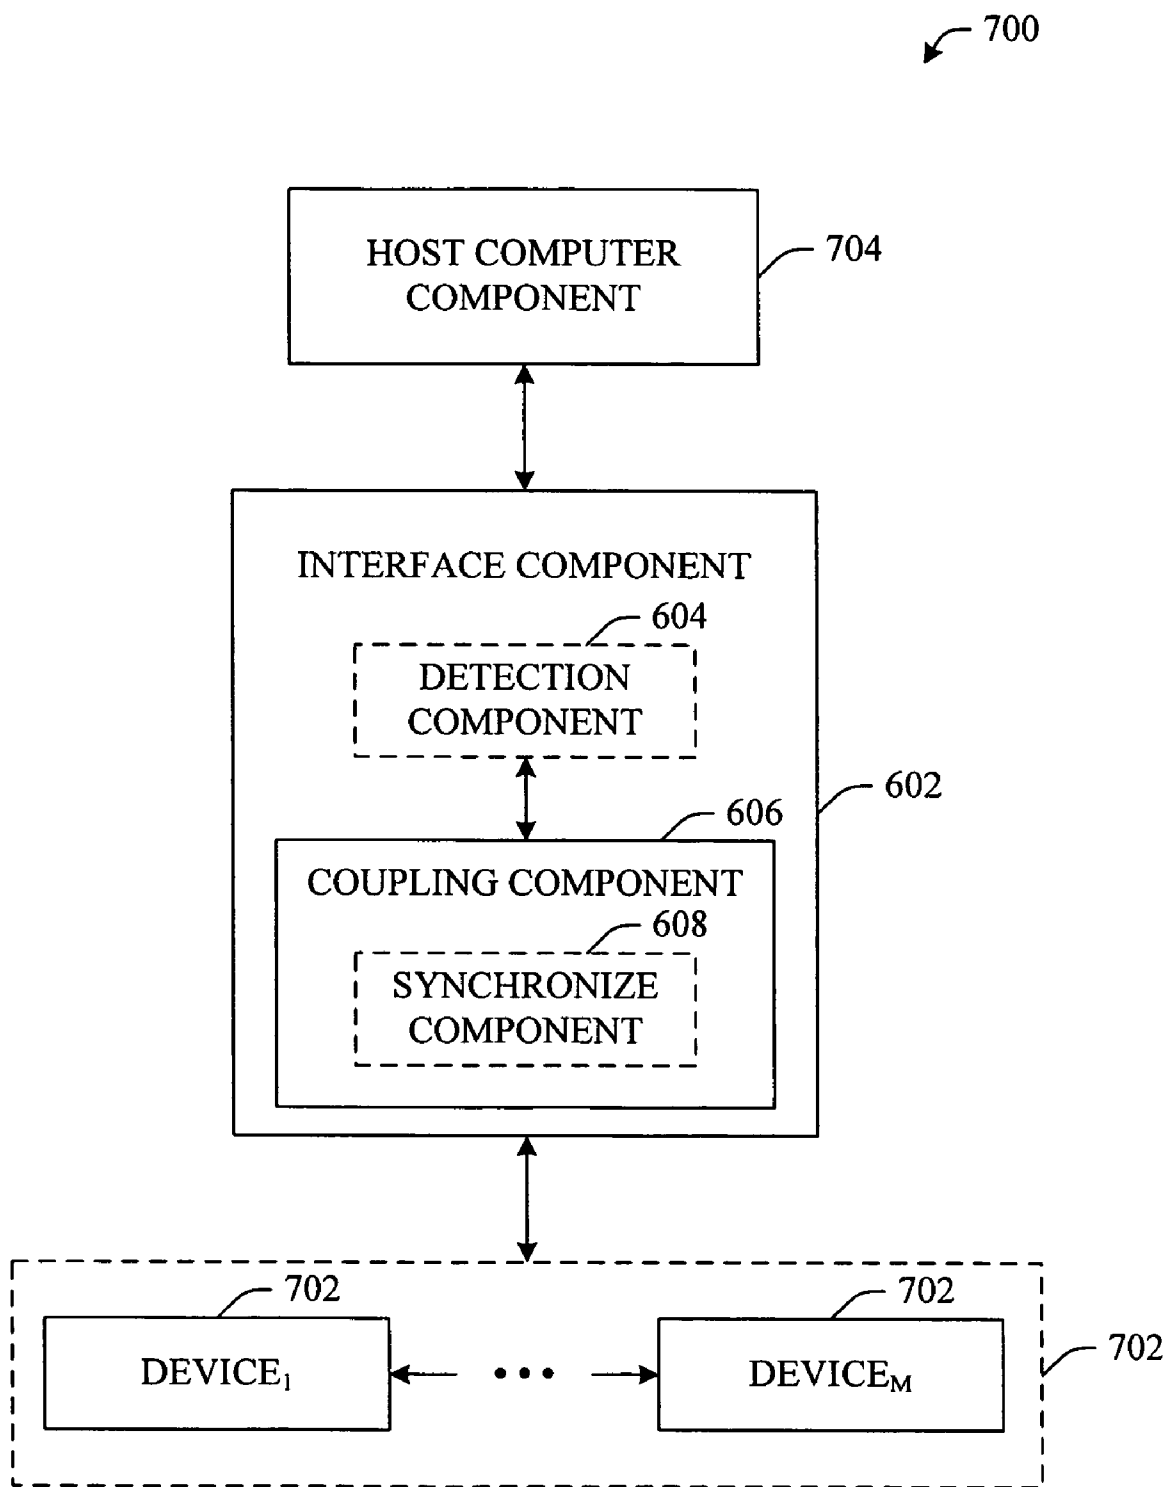 700
HOST COMPUTER
COMPONENT
704
INTERFACE COMPONENT
604
DETECTION
COMPONENT
602
606
COUPLING COMPONENT
608
SYNCHRONIZE
COMPONENT
702
702
DEVICE₁
•••
DEVICE_M
702